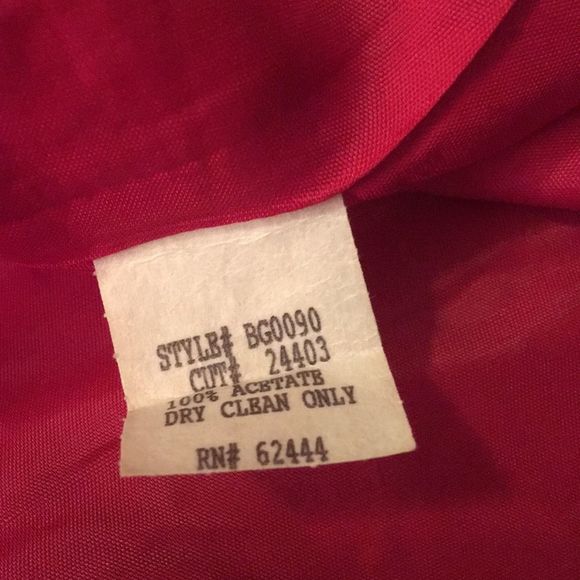 STYLE# BG0090
CUT# 24403
100% ACETATE
DRY CLEAN ONLY
RN# 62444